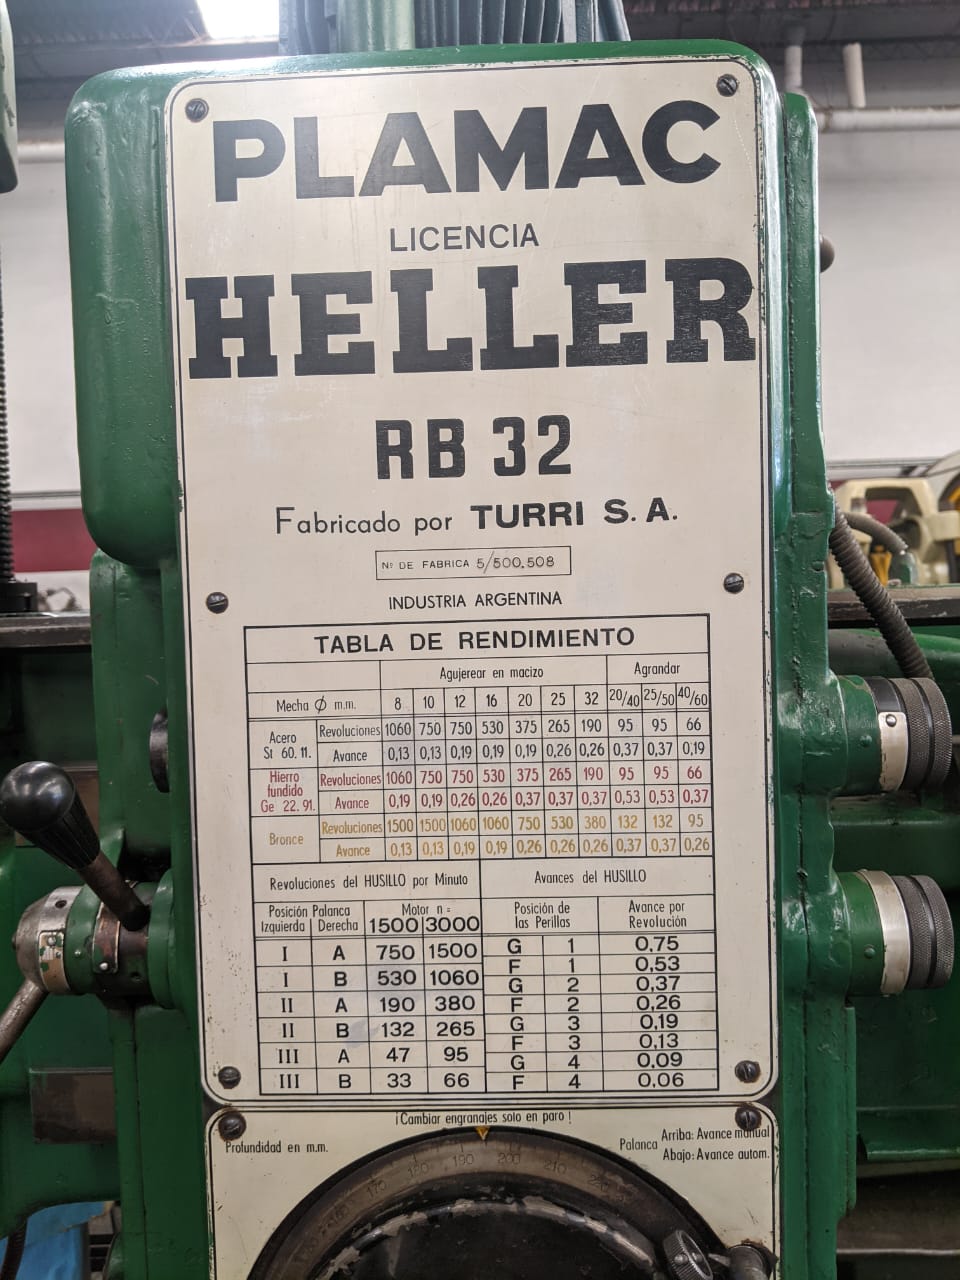 PLAMAC
LICENCIA
HELLER
RB 32
Fabricado por TURRI S.A.
Nº DE FABRICA 5/500.508
INDUSTRIA ARGENTINA
TABLA DE RENDIMIENTO
Agujerear en macizo Agrandar
Mecha Ø m.m. 8 10 12 16 20 25 32 20/40 25/50 40/60
Acero St 60.11. Revoluciones 1060 750 750 530 375 265 190 95 95 66
Avance 0,13 0,13 0,19 0,19 0,19 0,26 0,26 0,37 0,37 0,19
Hierro fundido Ge 22.91. Revoluciones 1060 750 750 530 375 265 190 95 95 66
Avance 0,19 0,19 0,26 0,26 0,37 0,37 0,37 0,53 0,53 0,37
Bronce Revoluciones 1500 1500 1060 1060 750 530 380 132 132 95
Avance 0,13 0,13 0,19 0,19 0,26 0,26 0,26 0,37 0,37 0,26
Revoluciones del HUSILLO por Minuto
Posición Palanca Motor n=
Izquierda Derecha 1500 3000
I A 750 1500
I B 530 1060
II A 190 380
II B 132 265
III A 47 95
III B 33 66
Avances del HUSILLO
Posición de las Perillas Avance por Revolución
G 1 0,75
F 1 0,53
G 2 0,37
F 2 0,26
G 3 0,19
F 3 0,13
G 4 0,09
F 4 0,06
¡Cambiar engranajes solo en paro!
Profundidad en m.m.
Palanca Arriba: Avance manual
Abajo: Avance autom.
170 180 190 200 210